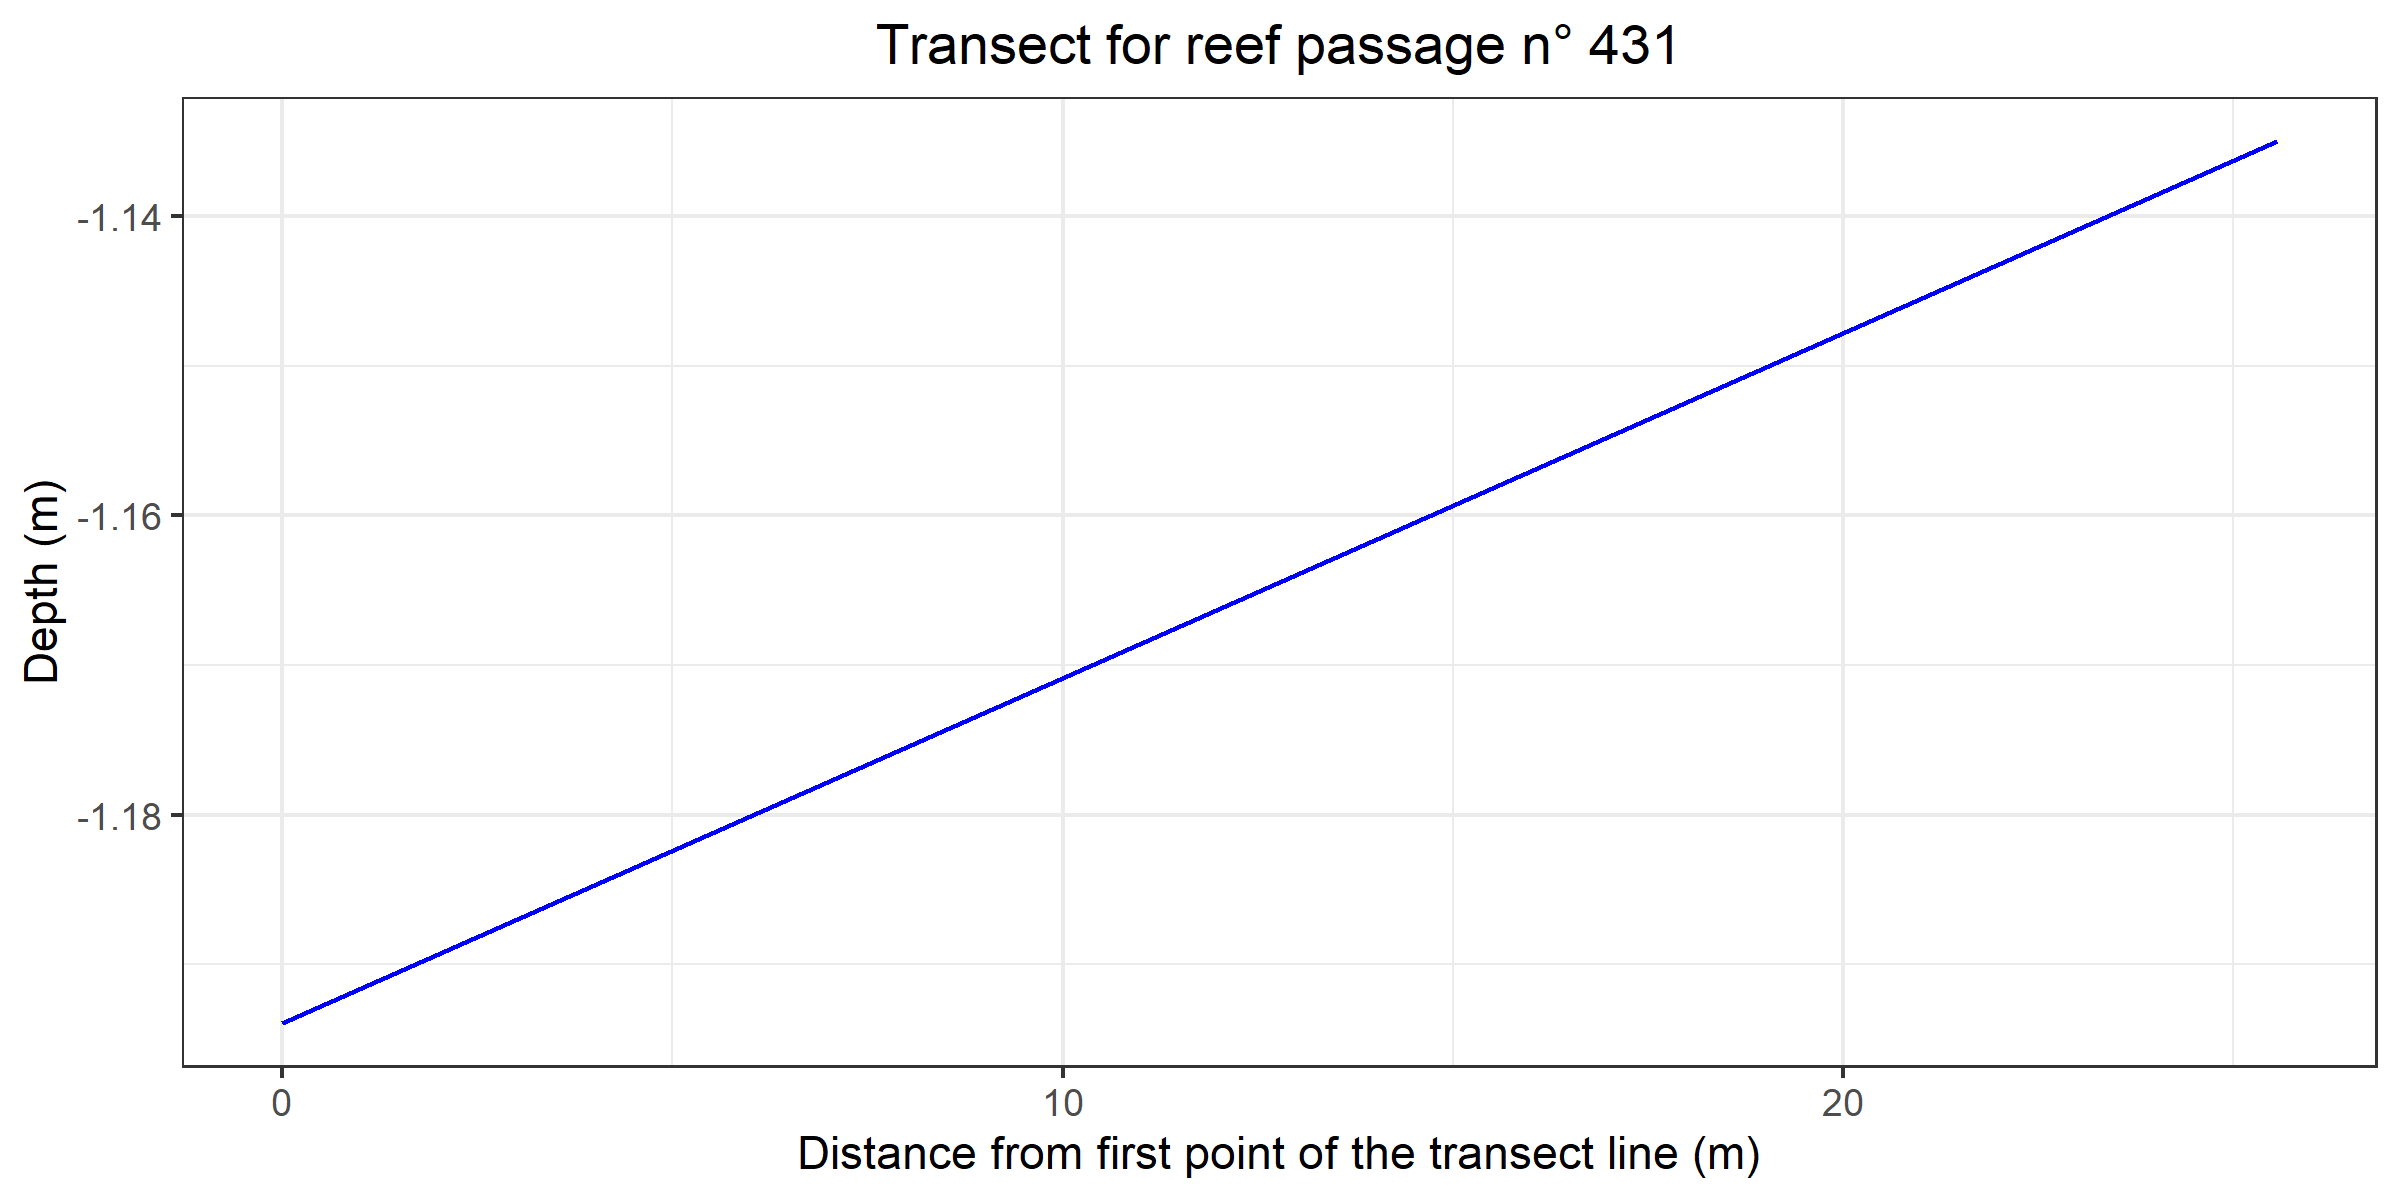 Transect for reef passage n° 431
Depth (m)
-1.14
-1.16
-1.18
0 10 20
Distance from first point of the transect line (m)